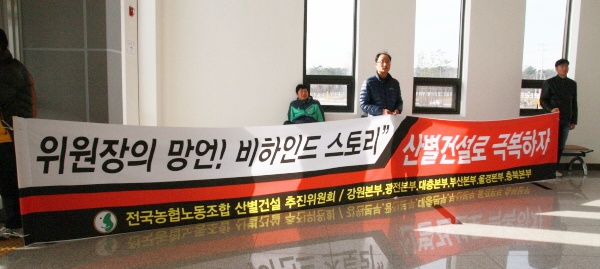 위원장의 망언! 비하인드 스토리” 산별건설로 극복하자
전국농협노동조합 산별건설 추진위원회 / 강원본부,광전본부,대충본부,부산본부,울경본부,충북본부